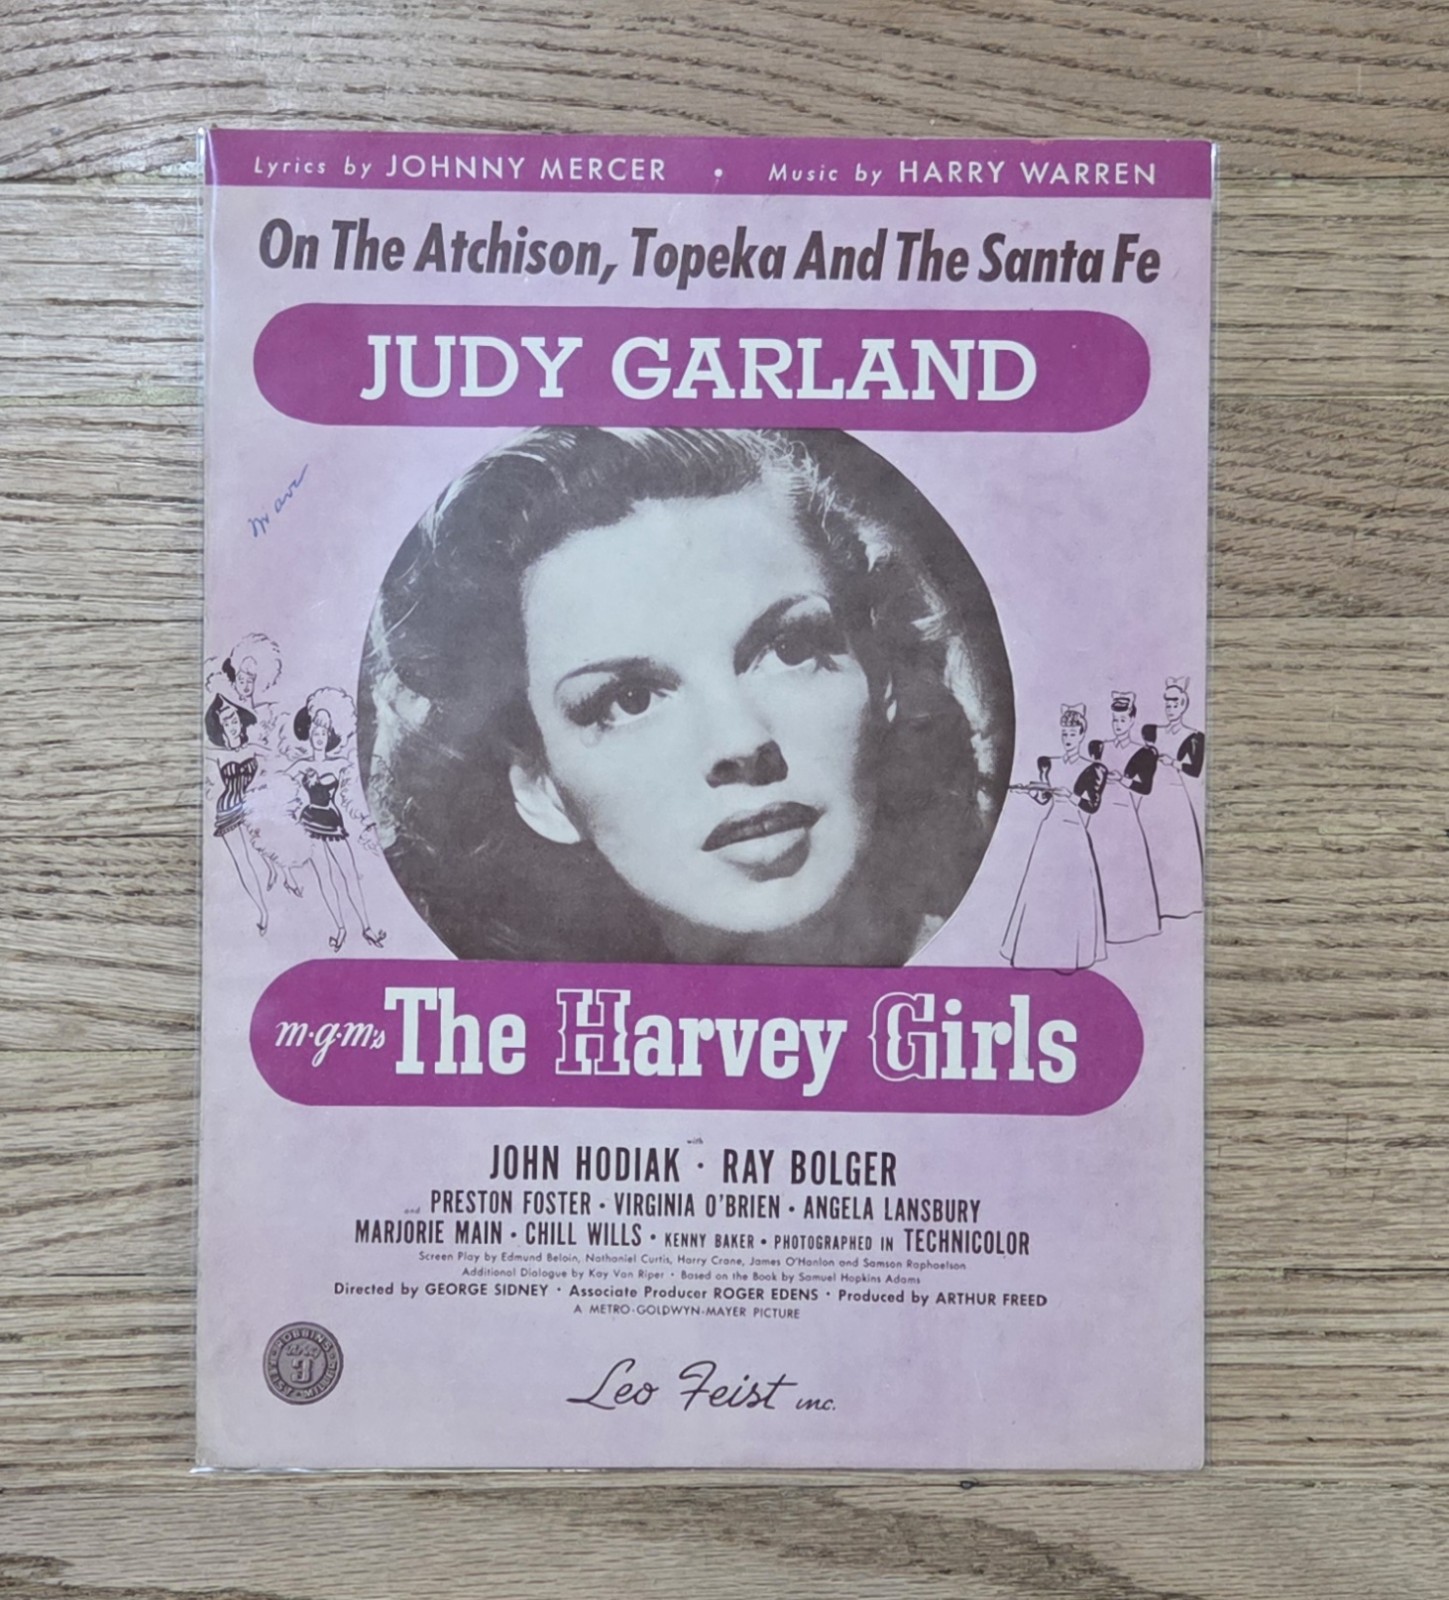 Lyrics by JOHNNY MERCER • Music by HARRY WARREN
On The Atchison, Topeka And The Santa Fe
JUDY GARLAND
m·g·m's The Harvey Girls
with
JOHN HODIAK · RAY BOLGER
and PRESTON FOSTER · VIRGINIA O'BRIEN · ANGELA LANSBURY
MARJORIE MAIN · CHILL WILLS · KENNY BAKER · PHOTOGRAPHED IN TECHNICOLOR
Screen Play by Edmund Beloin, Nathaniel Curtis, Harry Crane, James O'Hanlon and Samson Raphaelson
Additional Dialogue by Kay Van Riper · Based on the Book by Samuel Hopkins Adams
Directed by GEORGE SIDNEY · Associate Producer ROGER EDENS · Produced by ARTHUR FREED
A METRO-GOLDWYN-MAYER PICTURE
3
Leo Feist inc.